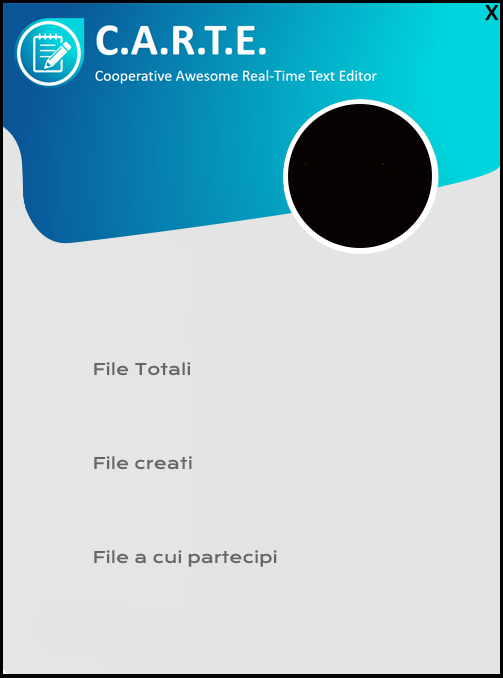 X
C.A.R.T.E.
Cooperative Awesome Real-Time Text Editor
File Totali
File creati
File a cui partecipi